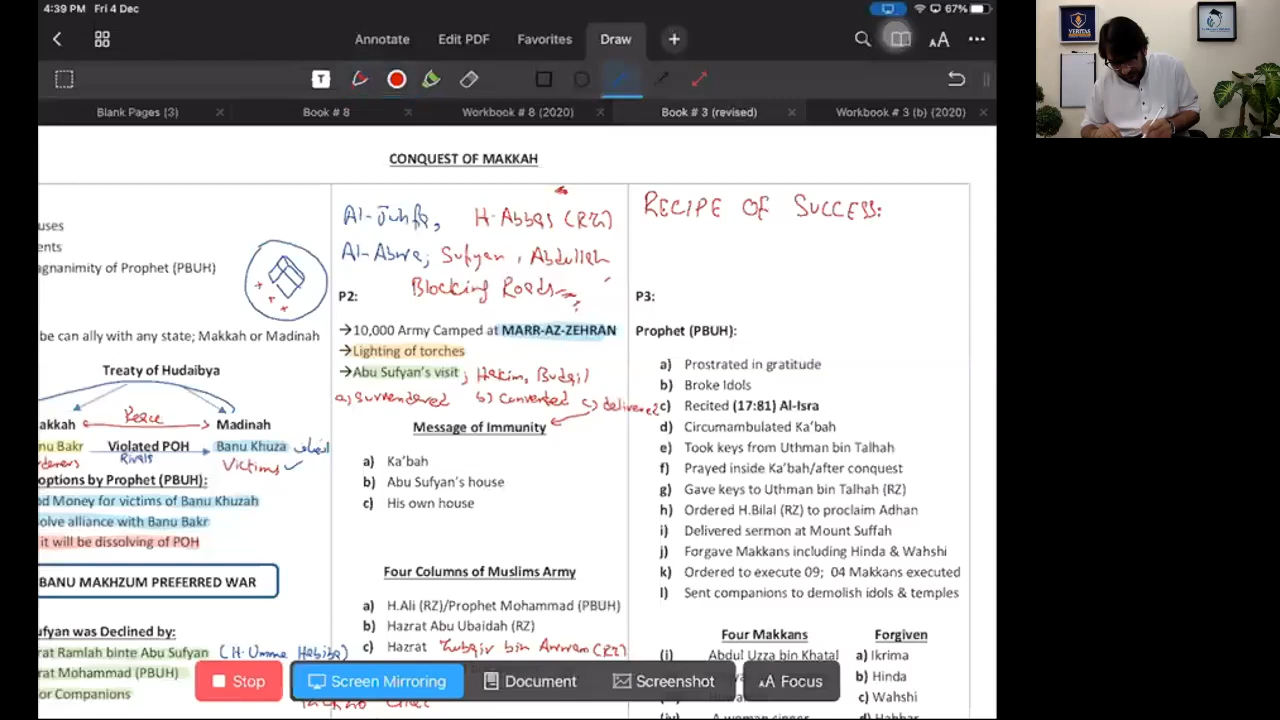 4:39 PM Fri 4 Dec
67%
Annotate
Edit PDF
Favorites
Draw
AA
T
Blank Pages (3)
Book # 8
Workbook # 8 (2020)
Book # 3 (revised)
Workbook # 3 (b) (2020)
VERITAS
CONQUEST OF MAKKAH
uses
ents
agnanimity of Prophet (PBUH)
be can ally with any state; Makkah or Madinah
Treaty of Hudaibya
Peace
akkah
Madinah
anu Bakr
Violated POH
Banu Khuza
Rivals
Victims
options by Prophet (PBUH):
od Money for victims of Banu Khuzah
solve alliance with Banu Bakr
it will be dissolving of POH
BANU MAKHZUM PREFERRED WAR
ufyan was Declined by:
rat Ramlah binte Abu Sufyan (H. Umme Habiba)
rat Mohammad (PBUH)
or Companions
Al-Juhfa, H. Abbas (RZ)
Al-Abwa; Sufyan, Abdullah
Blocking Roads
P2:
→10,000 Army Camped at MARR-AZ-ZEHRAN
→Lighting of torches
→Abu Sufyan's visit; Hakim, Budail
a) Surrendered b) Converted c) delivered
Message of Immunity
a) Ka'bah
b) Abu Sufyan's house
c) His own house
Four Columns of Muslims Army
a) H.Ali (RZ)/Prophet Mohammad (PBUH)
b) Hazrat Abu Ubaidah (RZ)
c) Hazrat Zubair bin Awwam (RZ)
RECIPE OF SUCCESS:
P3:
Prophet (PBUH):
a) Prostrated in gratitude
b) Broke Idols
c) Recited (17:81) Al-Isra
d) Circumambulated Ka'bah
e) Took keys from Uthman bin Talhah
f) Prayed inside Ka'bah/after conquest
g) Gave keys to Uthman bin Talhah (RZ)
h) Ordered H.Bilal (RZ) to proclaim Adhan
i) Delivered sermon at Mount Suffah
j) Forgave Makkans including Hinda & Wahshi
k) Ordered to execute 09; 04 Makkans executed
l) Sent companions to demolish idols & temples
Four Makkans Forgiven
(i) Abdul Uzza bin Khatal a) Ikrima
b) Hinda
c) Wahshi
d) Habbar
Stop
Screen Mirroring
Document
Screenshot
AA Focus